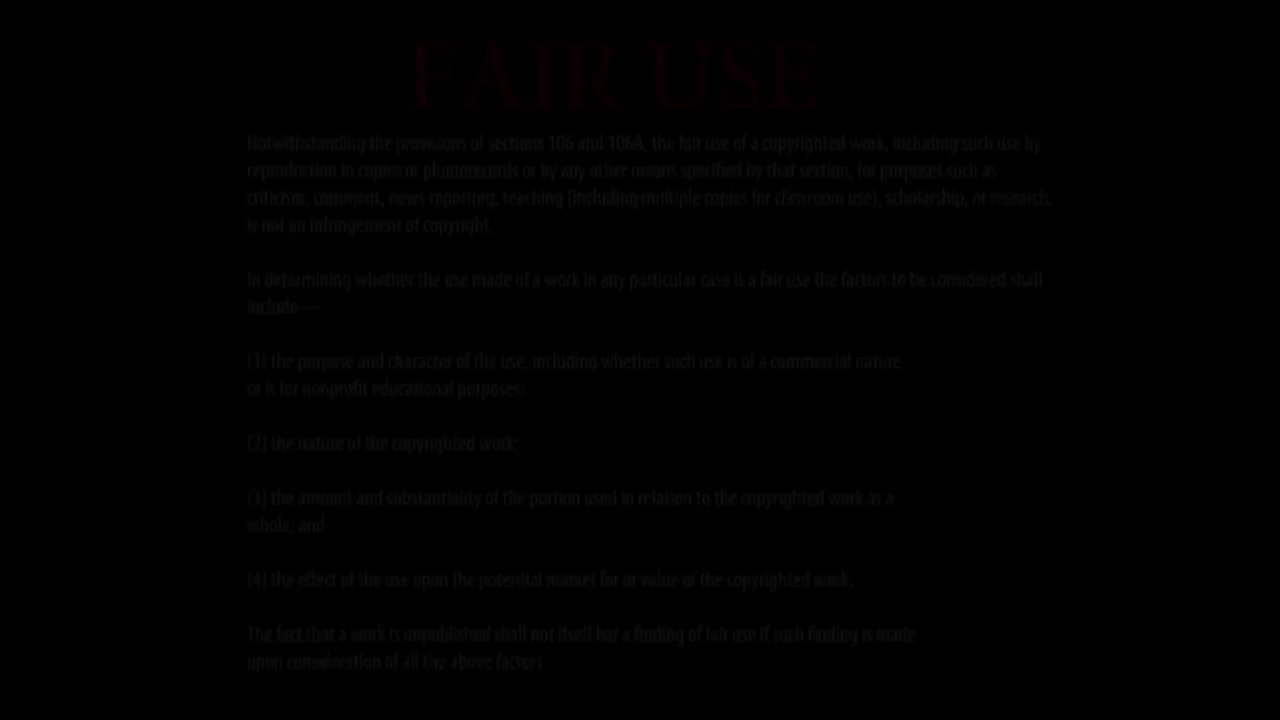 FAIR USE
Notwithstanding the provisions of sections 106 and 106A, the fair use of a copyrighted work, including such use by
reproduction in copies or phonorecords or by any other means specified by that section, for purposes such as
criticism, comment, news reporting, teaching (including multiple copies for classroom use), scholarship, or research,
is not an infringement of copyright.
In determining whether the use made of a work in any particular case is a fair use the factors to be considered shall
include —
(1) the purpose and character of the use, including whether such use is of a commercial nature
or is for nonprofit educational purposes;
(2) the nature of the copyrighted work;
(3) the amount and substantiality of the portion used in relation to the copyrighted work as a
whole; and
(4) the effect of the use upon the potential market for or value of the copyrighted work.
The fact that a work is unpublished shall not itself bar a finding of fair use if such finding is made
upon consideration of all the above factors.